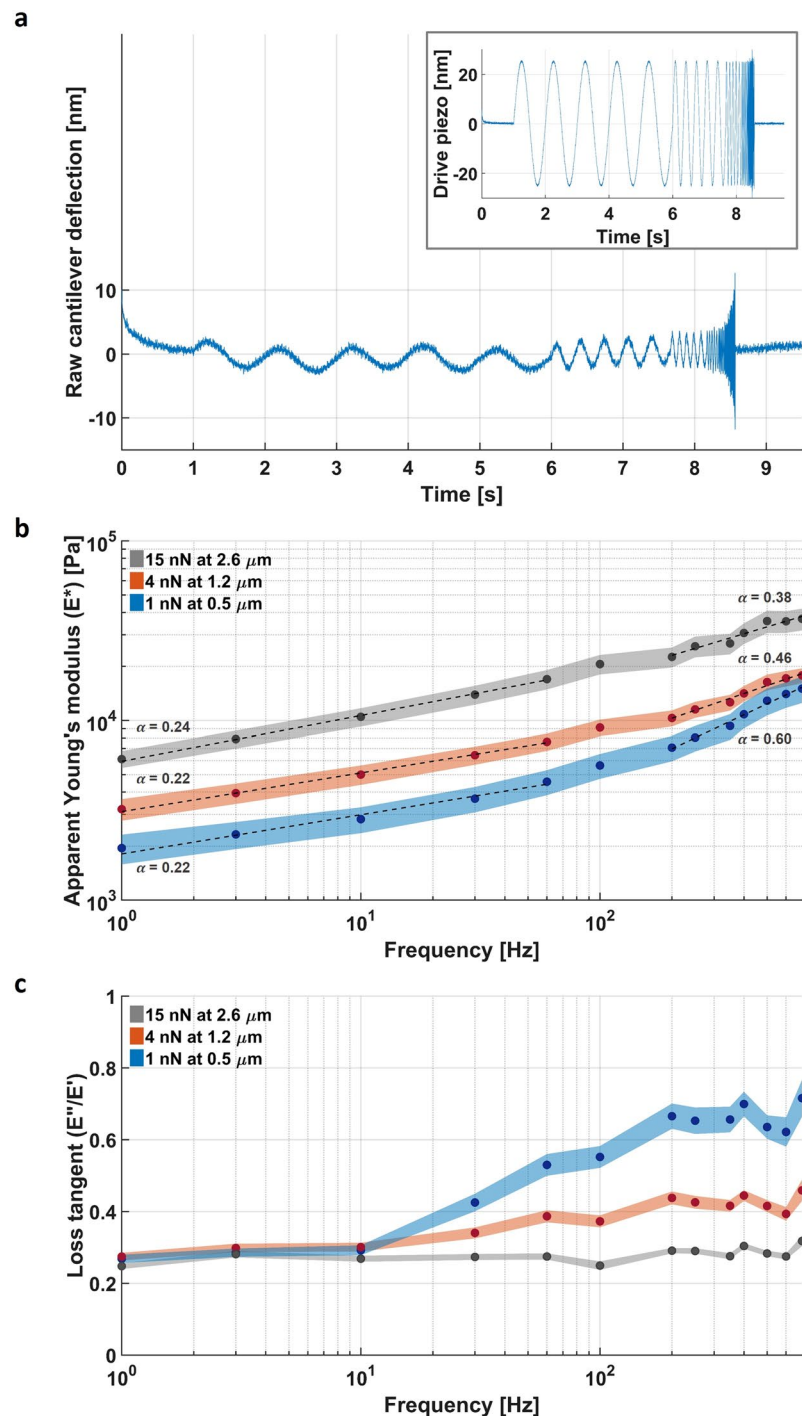 a
Raw cantilever deflection [nm]
10
0
-10
0 1 2 3 4 5 6 7 8 9
Time [s]
Drive piezo [nm]
20
0
-20
0 2 4 6 8
Time [s]
b
Apparent Young's modulus (E*) [Pa]
10^5
10^4
10^3
15 nN at 2.6 μm
4 nN at 1.2 μm
1 nN at 0.5 μm
α = 0.38
α = 0.46
α = 0.60
α = 0.24
α = 0.22
α = 0.22
10^0 10^1 10^2
Frequency [Hz]
c
Loss tangent (E"/E')
1
0.8
0.6
0.4
0.2
0
15 nN at 2.6 μm
4 nN at 1.2 μm
1 nN at 0.5 μm
10^0 10^1 10^2
Frequency [Hz]